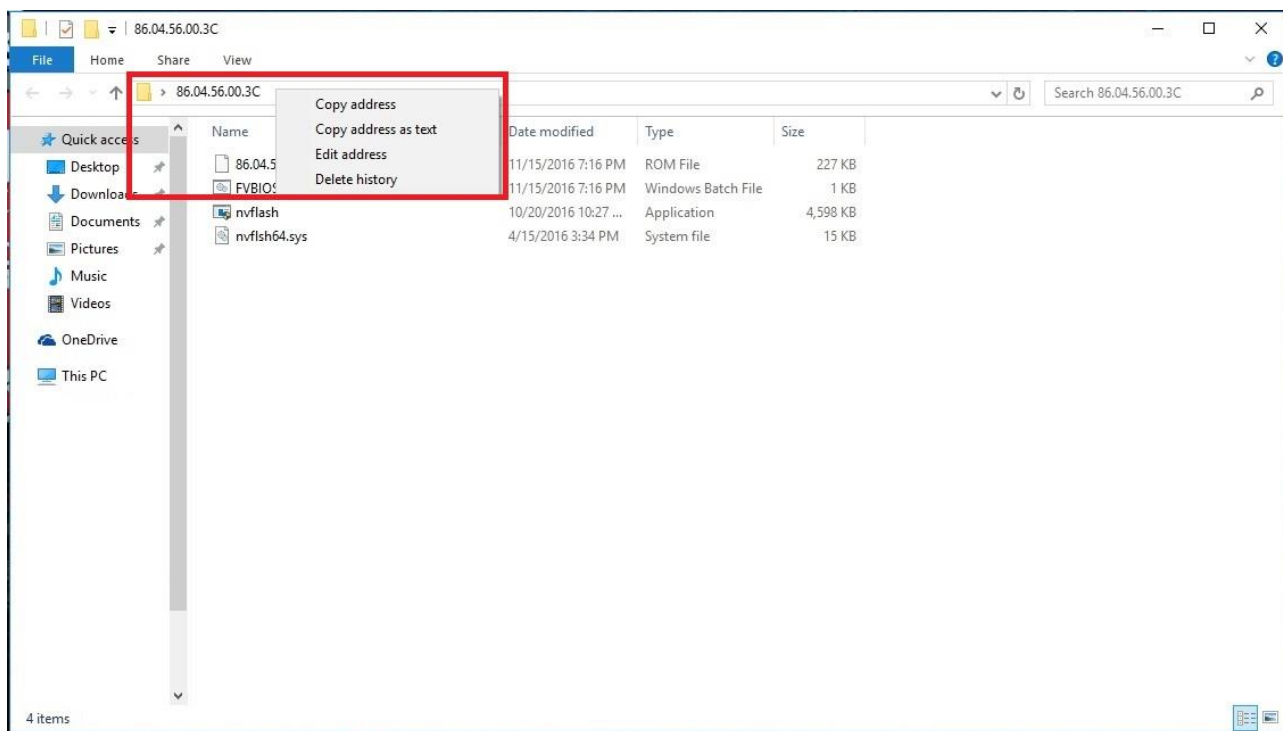 86.04.56.00.3C
File Home Share View
86.04.56.00.3C
Search 86.04.56.00.3C
Copy address
Copy address as text
Edit address
Delete history
Quick access
Desktop
Downloads
Documents
Pictures
Music
Videos
OneDrive
This PC
Name Date modified Type Size
86.04.5 11/15/2016 7:16 PM ROM File 227 KB
FVBIOS 11/15/2016 7:16 PM Windows Batch File 1 KB
nvflash 10/20/2016 10:27 ... Application 4,598 KB
nvflsh64.sys 4/15/2016 3:34 PM System file 15 KB
4 items